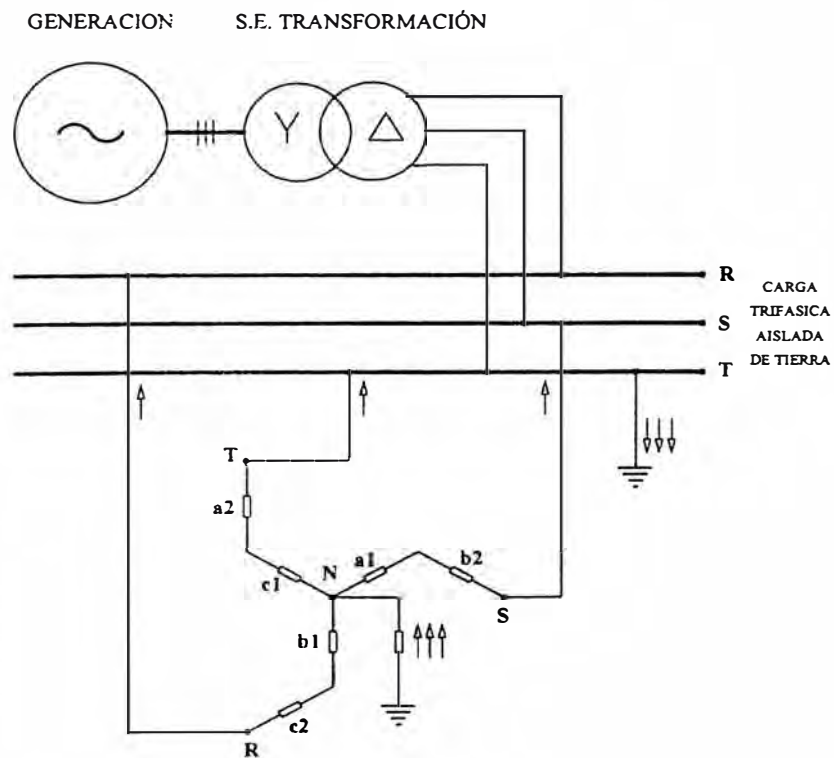 GENERACION
S.E. TRANSFORMACIÓN
Y
Δ
R
S
T
CARGA
TRIFASICA
AISLADA
DE TIERRA
T
a2
c1
N
a1
b2
S
b1
c2
R